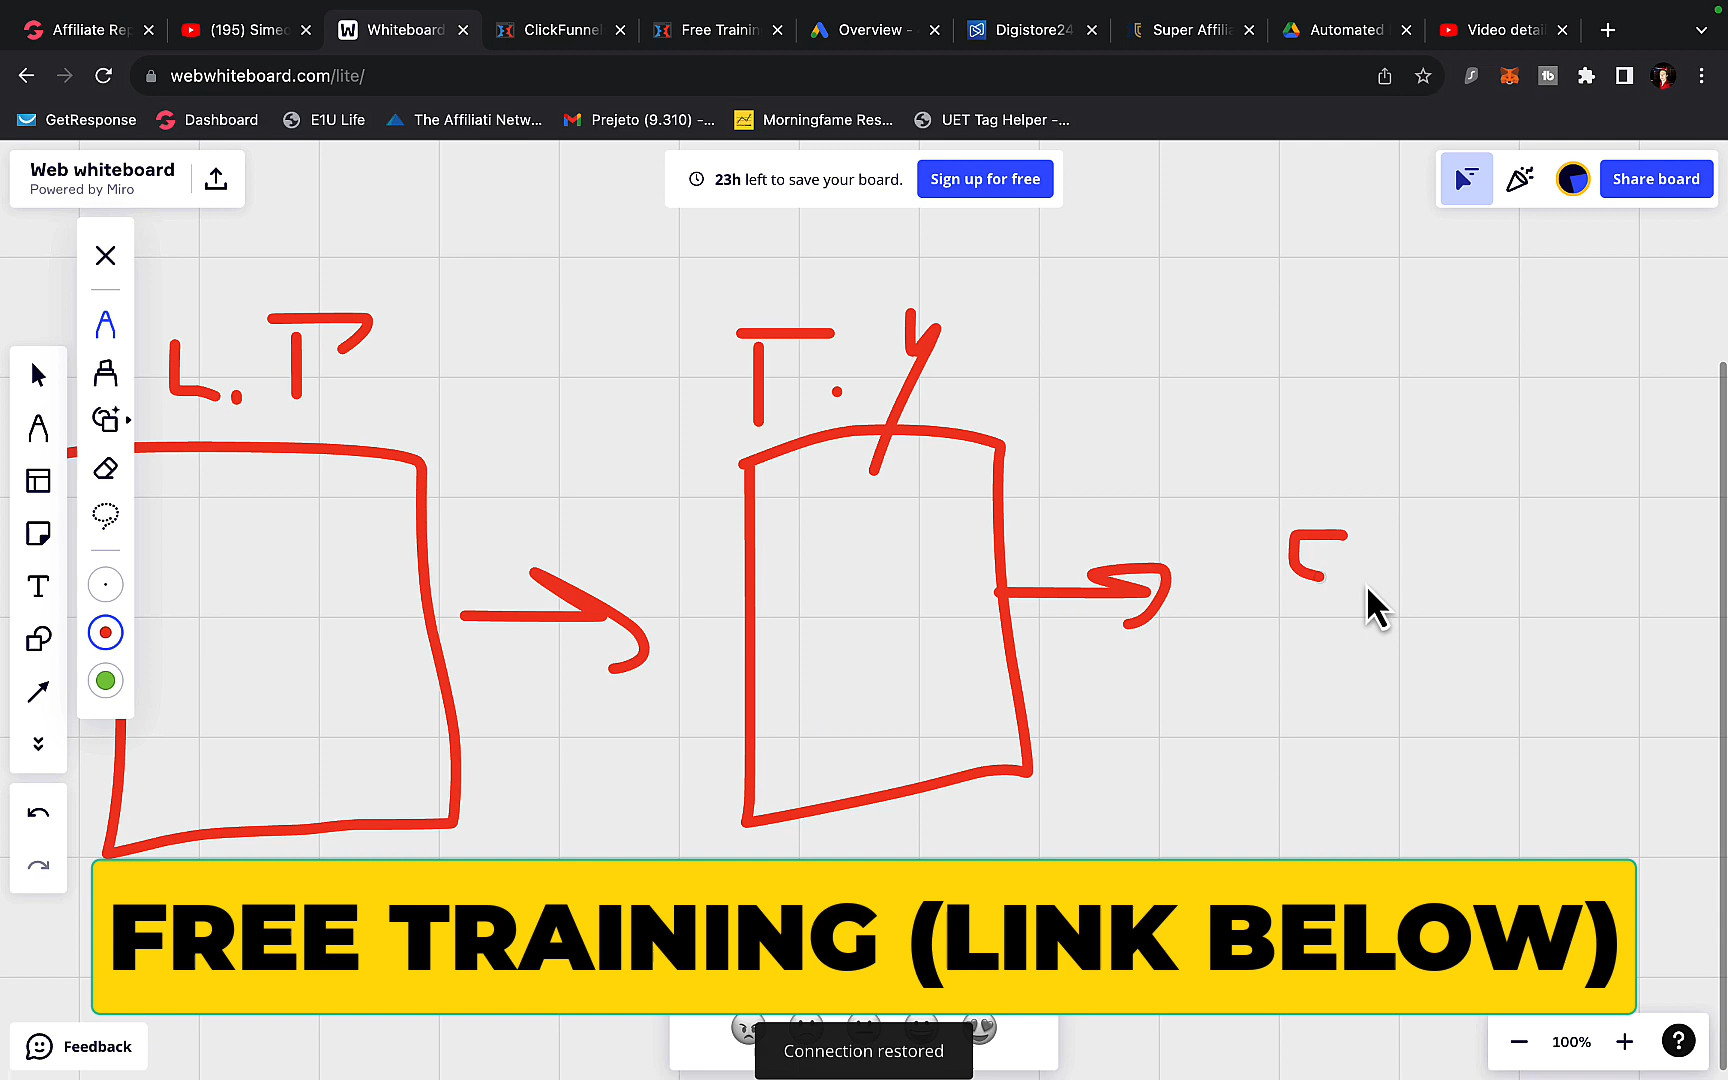 Affiliate Rep
(195) Simeo
Whiteboard
ClickFunnel
Free Trainin
Overview -
Digistore24
Super Affilia
Automated
Video detail
webwhiteboard.com/lite/
GetResponse
Dashboard
E1U Life
The Affiliati Netw...
Prejeto (9.310) -...
Morningfame Res...
UET Tag Helper -...
Web whiteboard
Powered by Miro
23h left to save your board.
Sign up for free
Share board
L. P
T. Y
FREE TRAINING (LINK BELOW)
Feedback
Connection restored
100%